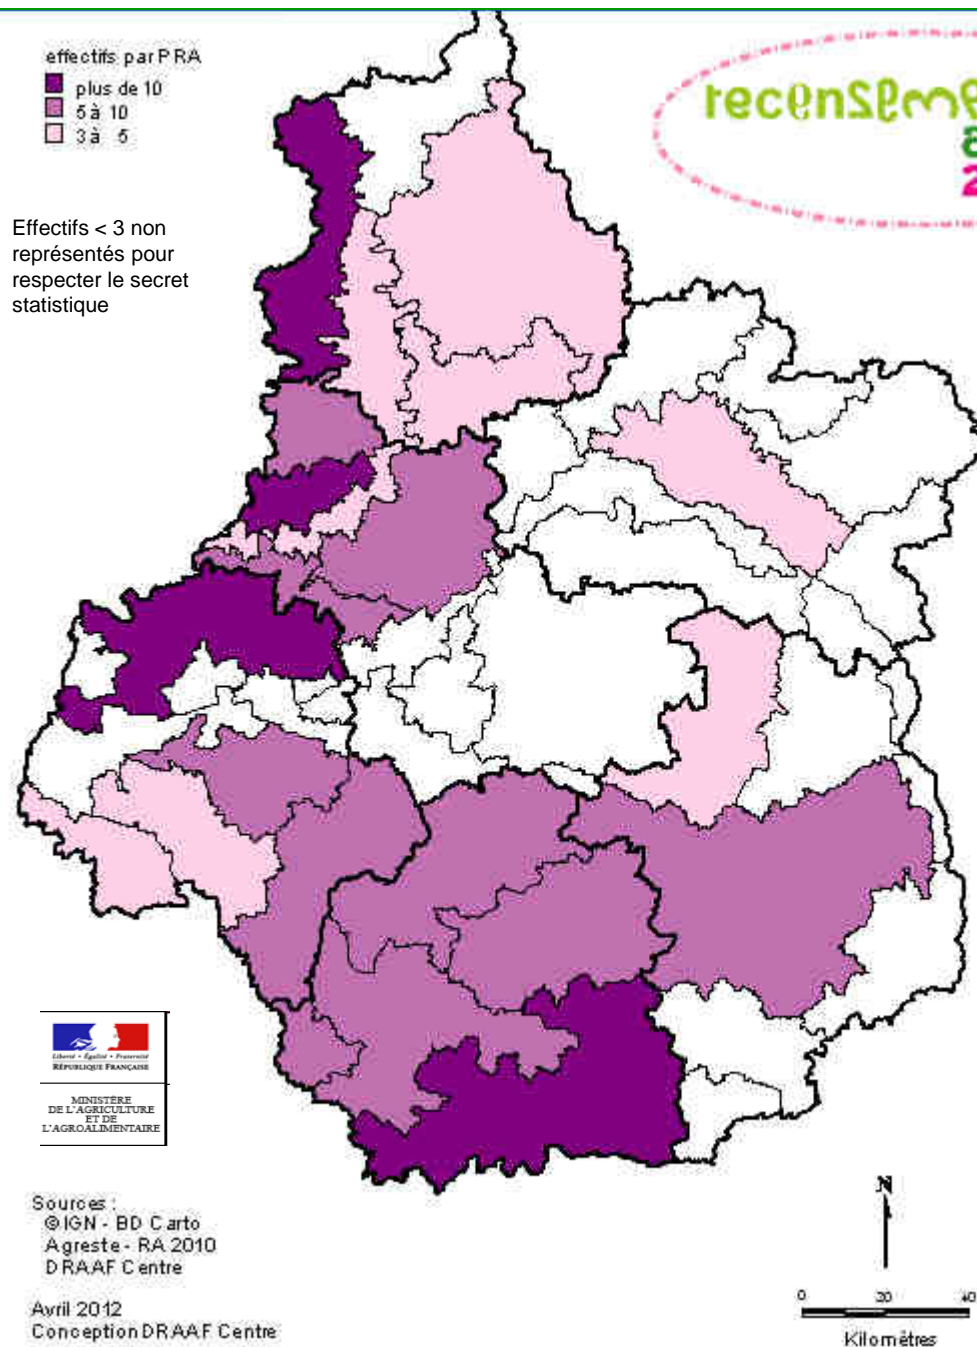 effectifs par PRA
plus de 10
5 à 10
3 à 5
Effectifs < 3 non
représentés pour
respecter le secret
statistique
Liberté • Égalité • Fraternité
RÉPUBLIQUE FRANÇAISE
MINISTÈRE
DE L'AGRICULTURE
ET DE
L'AGROALIMENTAIRE
Sources :
©IGN - BD Carto
Agreste - RA 2010
DRAAF Centre
Avril 2012
Conception DRAAF Centre
N
0 20 40
Kilomètres